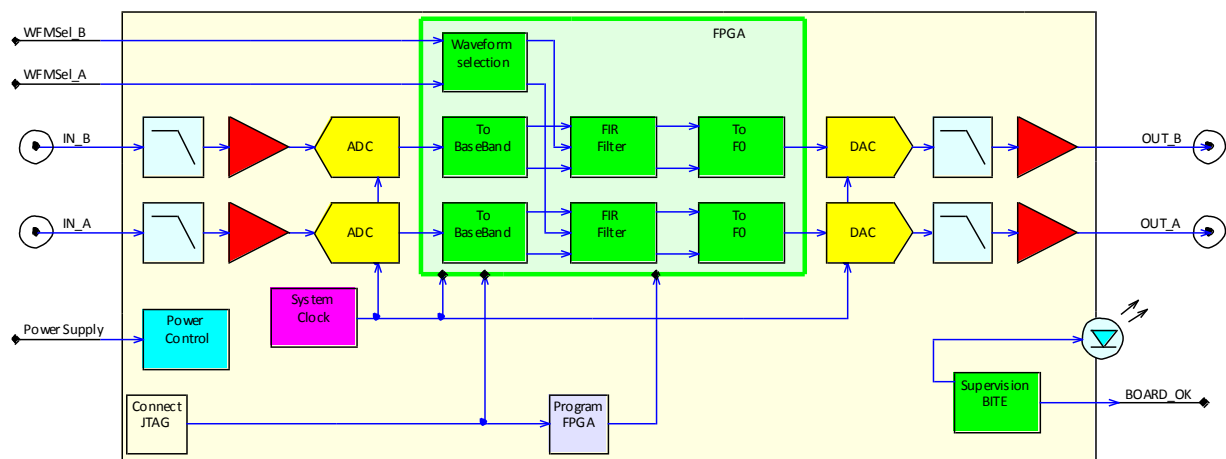 WFMSel_B
FPGA
Waveform
selection
WFMSel_A
IN_B
ADC
To
BaseBand
FIR
Filter
To
F0
DAC
OUT_B
IN_A
ADC
To
BaseBand
FIR
Filter
To
F0
DAC
OUT_A
System
Clock
Power Supply
Power
Control
Connect
JTAG
Program
FPGA
Supervision
BITE
BOARD_OK